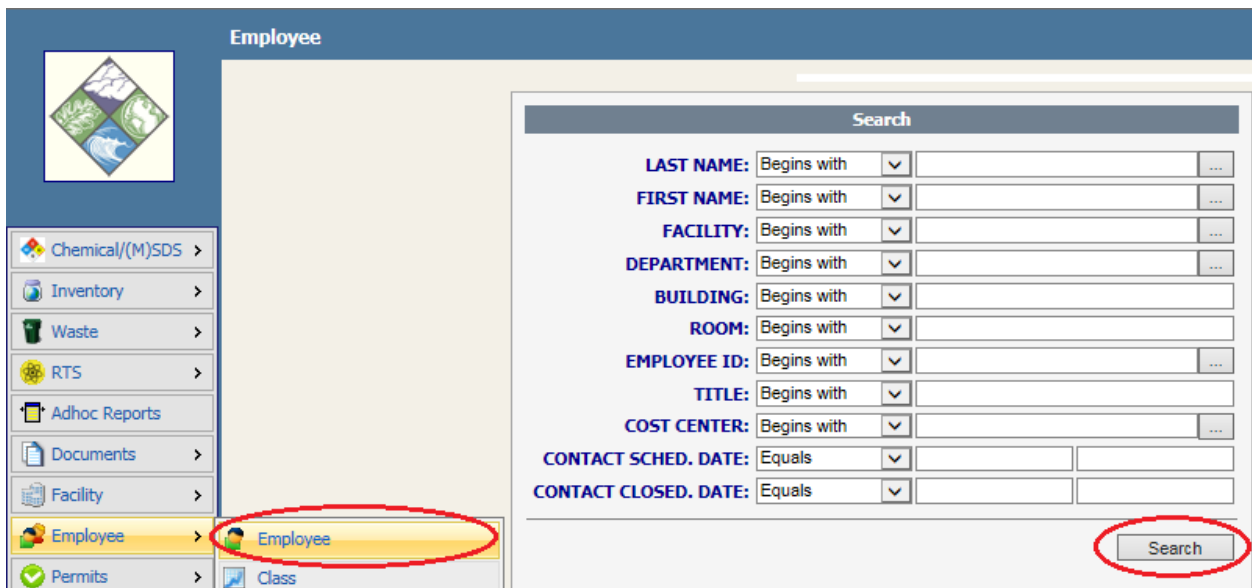 Employee
Search
LAST NAME: Begins with ...
FIRST NAME: Begins with ...
FACILITY: Begins with ...
DEPARTMENT: Begins with ...
BUILDING: Begins with
ROOM: Begins with
EMPLOYEE ID: Begins with ...
TITLE: Begins with
COST CENTER: Begins with ...
CONTACT SCHED. DATE: Equals
CONTACT CLOSED. DATE: Equals
Search
Chemical/(M)SDS
Inventory
Waste
RTS
Adhoc Reports
Documents
Facility
Employee
Permits
Employee
Class